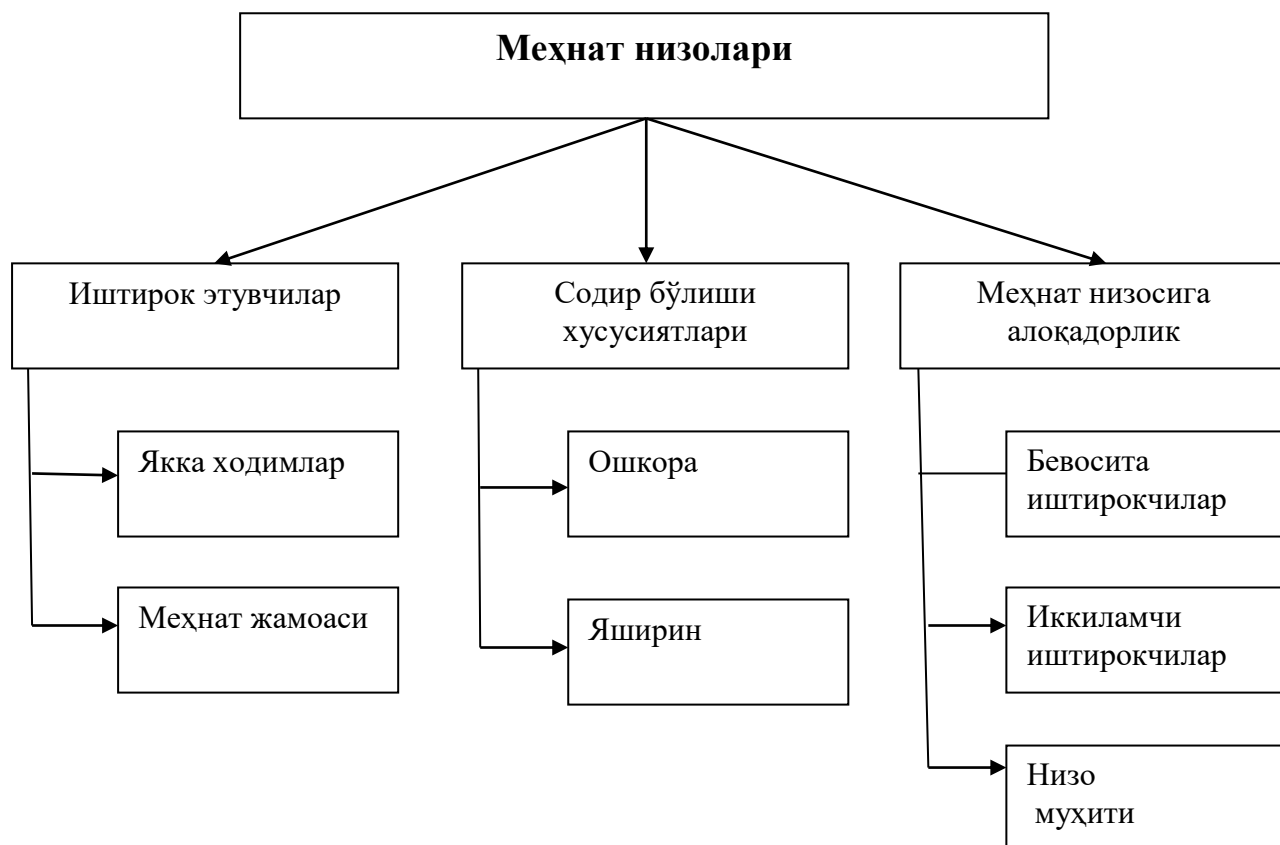 Меҳнат низолари
Иштирок этувчилар
Содир бўлиши
хусусиятлари
Меҳнат низосига
алоқадорлик
Якка ходимлар
Меҳнат жамоаси
Ошкора
Яширин
Бевосита
иштирокчилар
Иккиламчи
иштирокчилар
Низо
муҳити